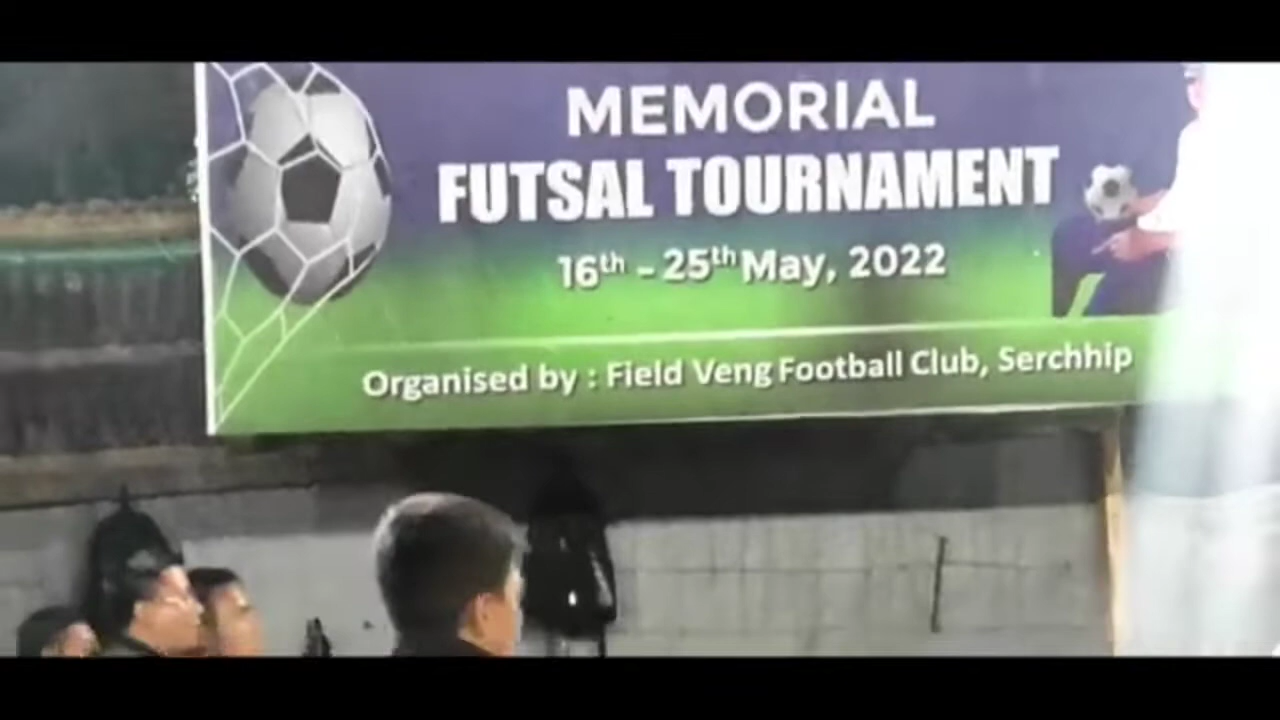 MEMORIAL
FUTSAL TOURNAMENT
16th - 25th May, 2022
Organised by : Field Veng Football Club, Serchhip